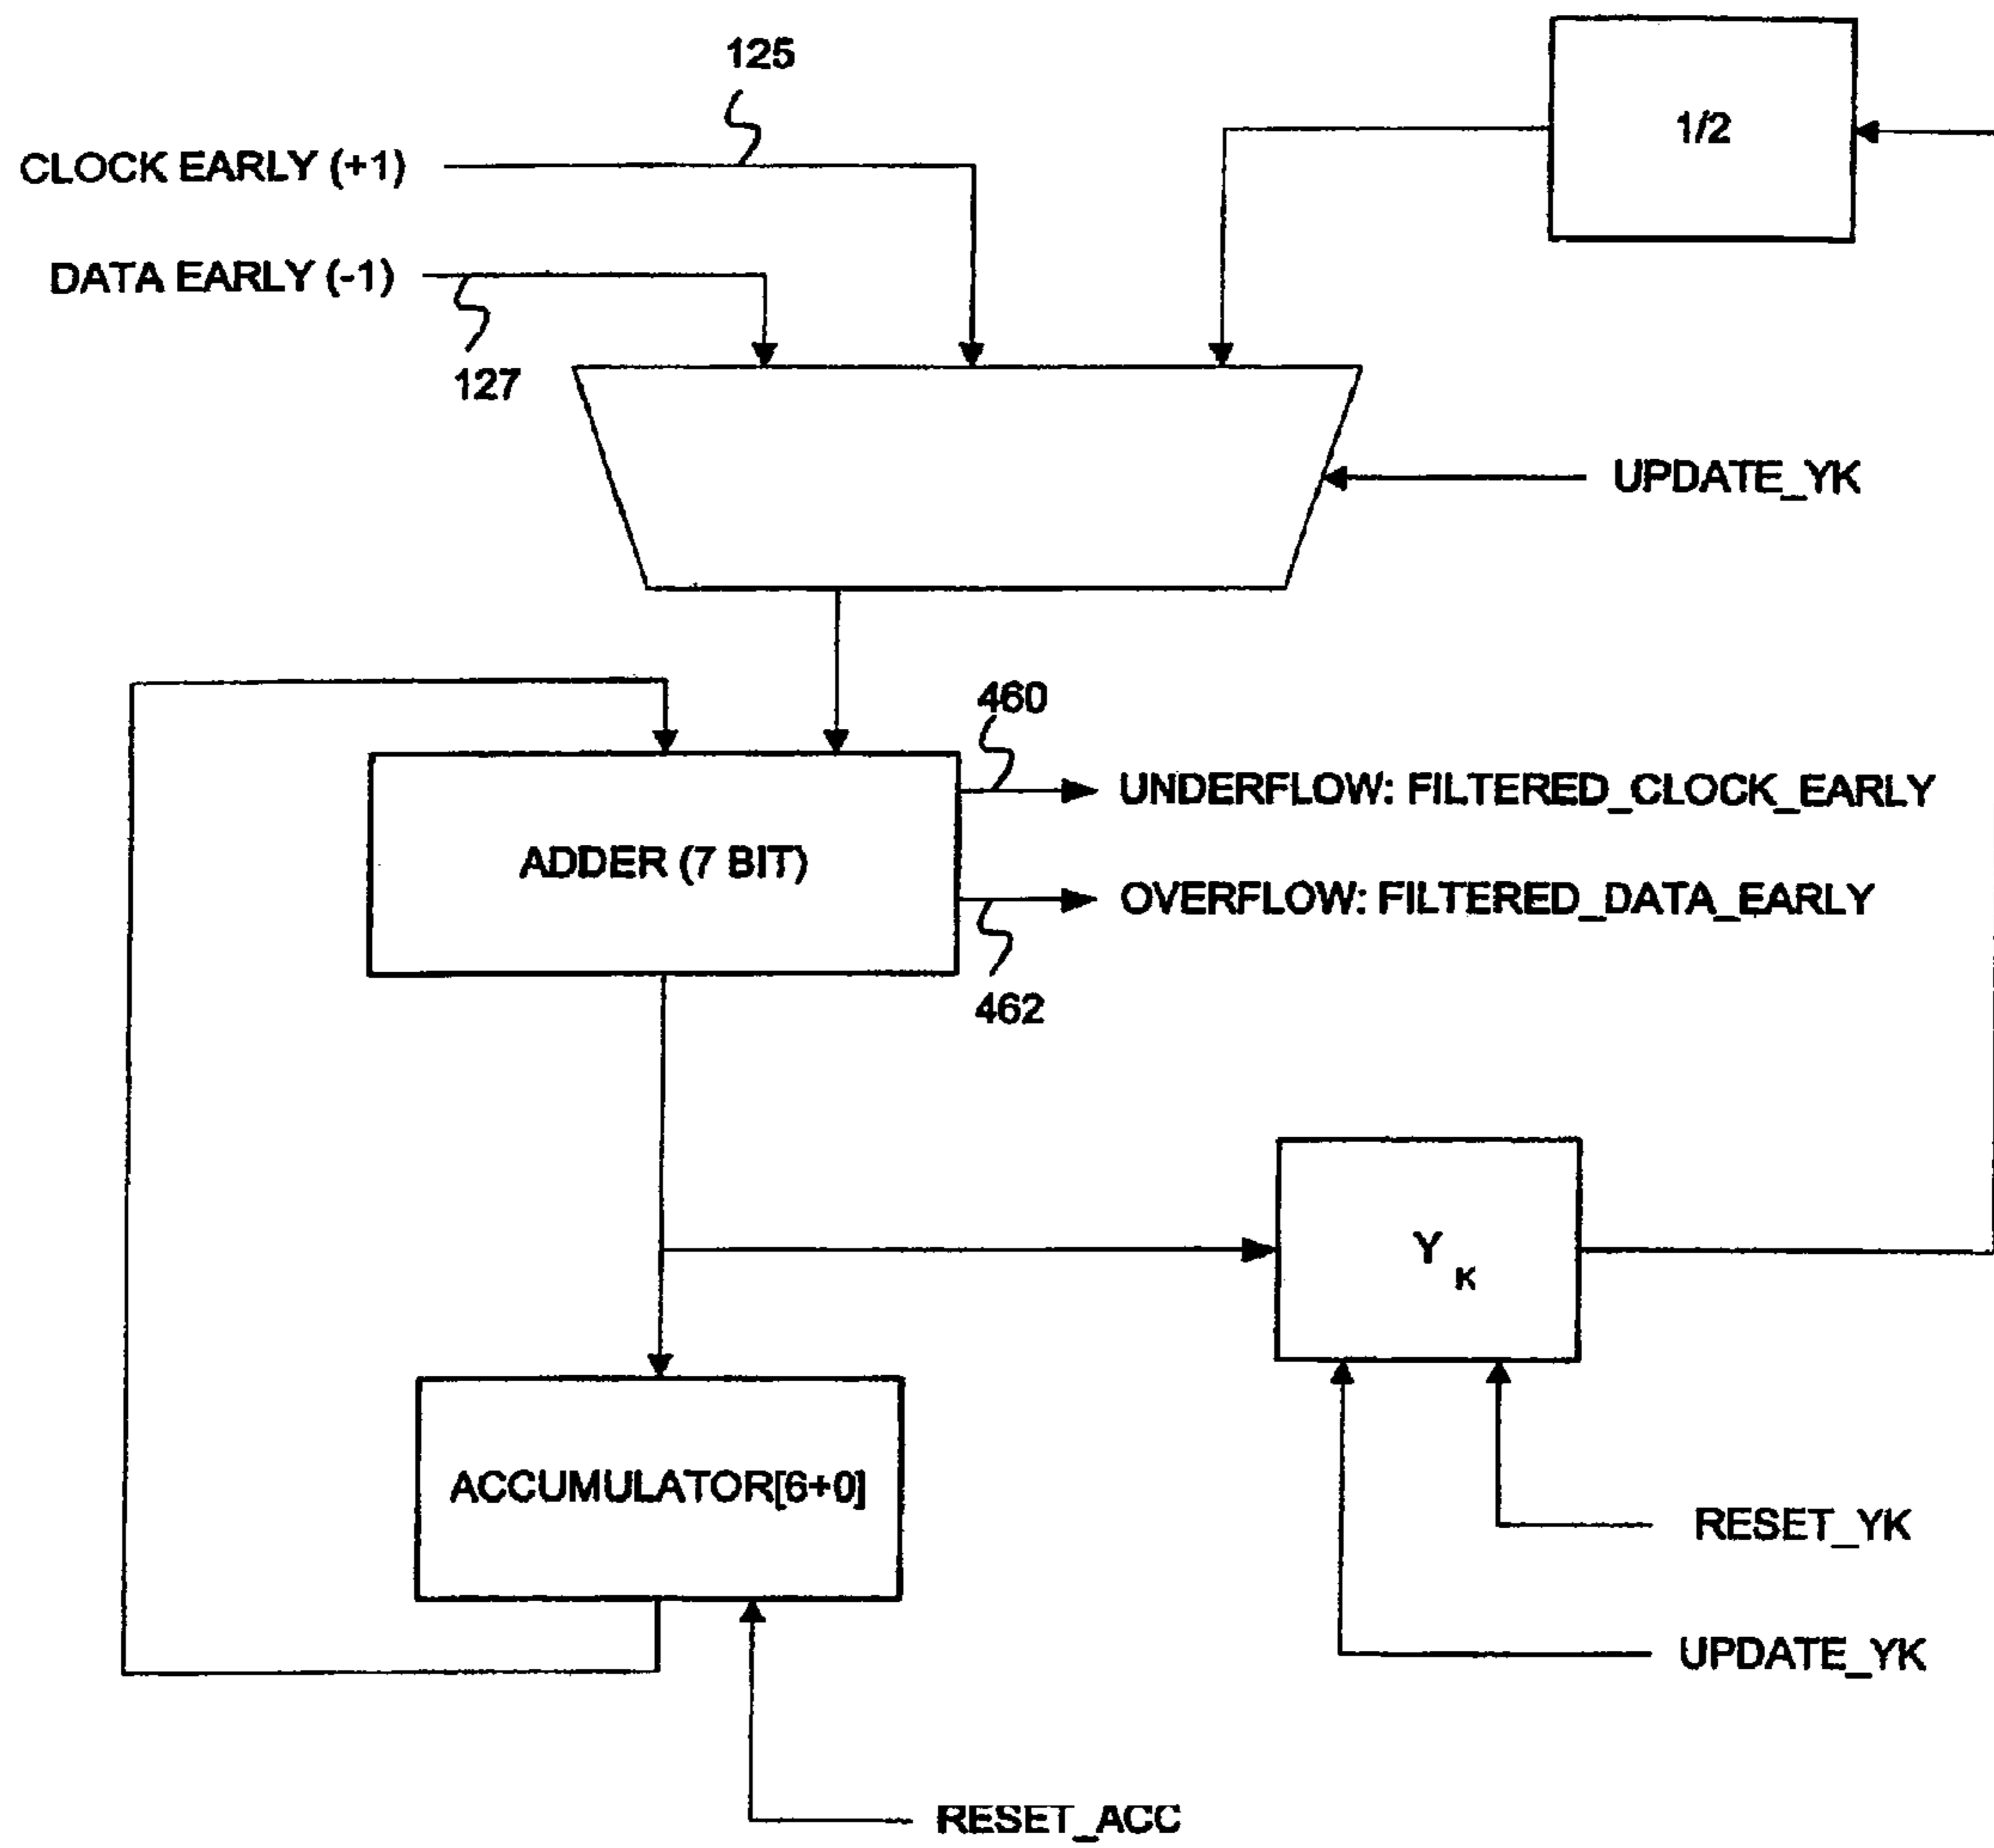 125
1/2
CLOCK EARLY (+1)
DATA EARLY (-1)
127
UPDATE_YK
460
UNDERFLOW: FILTERED_CLOCK_EARLY
ADDER (7 BIT)
OVERFLOW: FILTERED_DATA_EARLY
462
Y K
ACCUMULATOR[6+0]
RESET_YK
UPDATE_YK
RESET_ACC